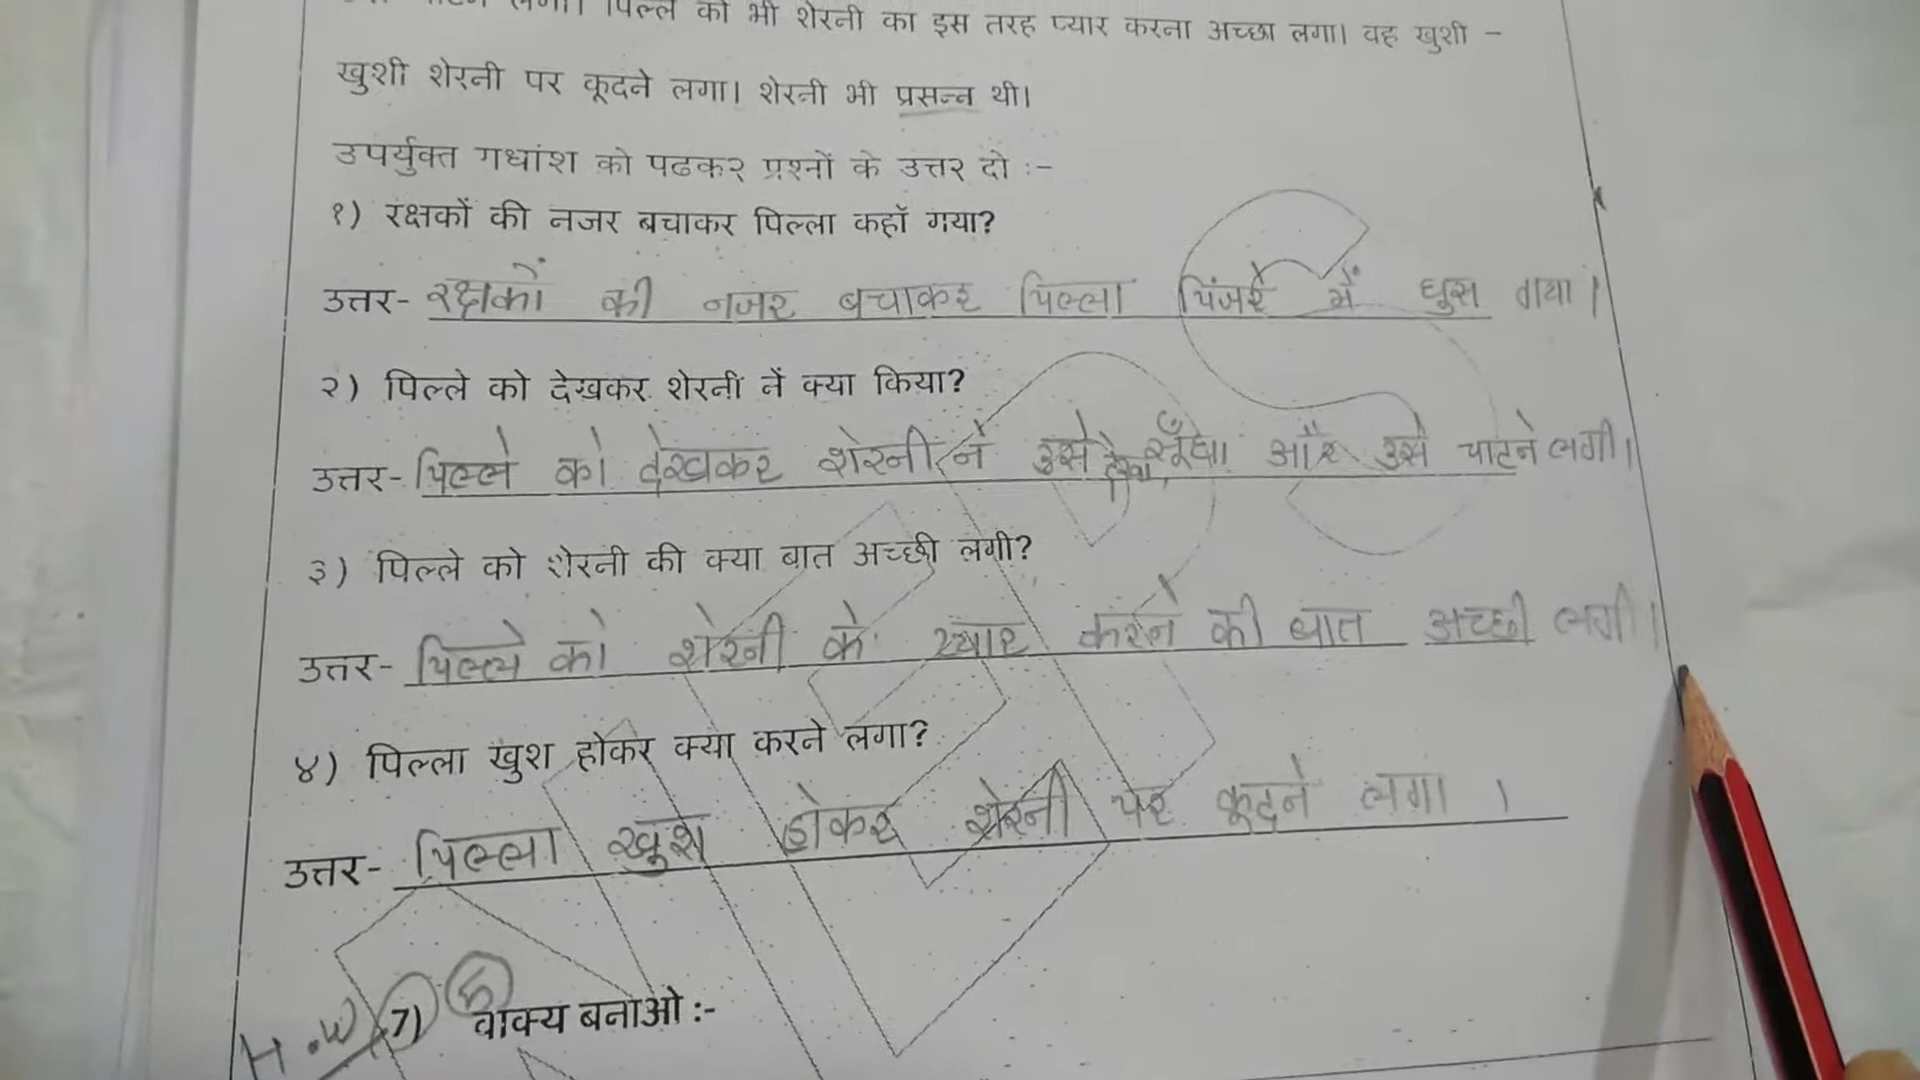 लगा। पिल्ले को भी शेरनी का इस तरह प्यार करना अच्छा लगा। वह खुशी -
खुशी शेरनी पर कूदने लगा। शेरनी भी प्रसन्न थी।
उपर्युक्त गधांश को पढकर प्रश्नों के उत्तर दो :-
१) रक्षकों की नजर बचाकर पिल्ला कहॉ गया?
उत्तर- रक्षकों की नजर बचाकर पिल्ला पिंजरे में घुस गया।
२) पिल्ले को देखकर शेरनी नें क्या किया?
उत्तर- पिल्ले को देखकर शेरनी ने उसे देखा, सूँघा और उसे चाटने लगी।
३) पिल्ले को शेरनी की क्या बात अच्छी लगी?
उत्तर- पिल्ले को शेरनी के प्यार करने की बात अच्छी लगी।
४) पिल्ला खुश होकर क्या करने लगा?
उत्तर- पिल्ला खुश होकर शेरनी पर कूदने लगा ।
H.W 7) वाक्य बनाओ :-